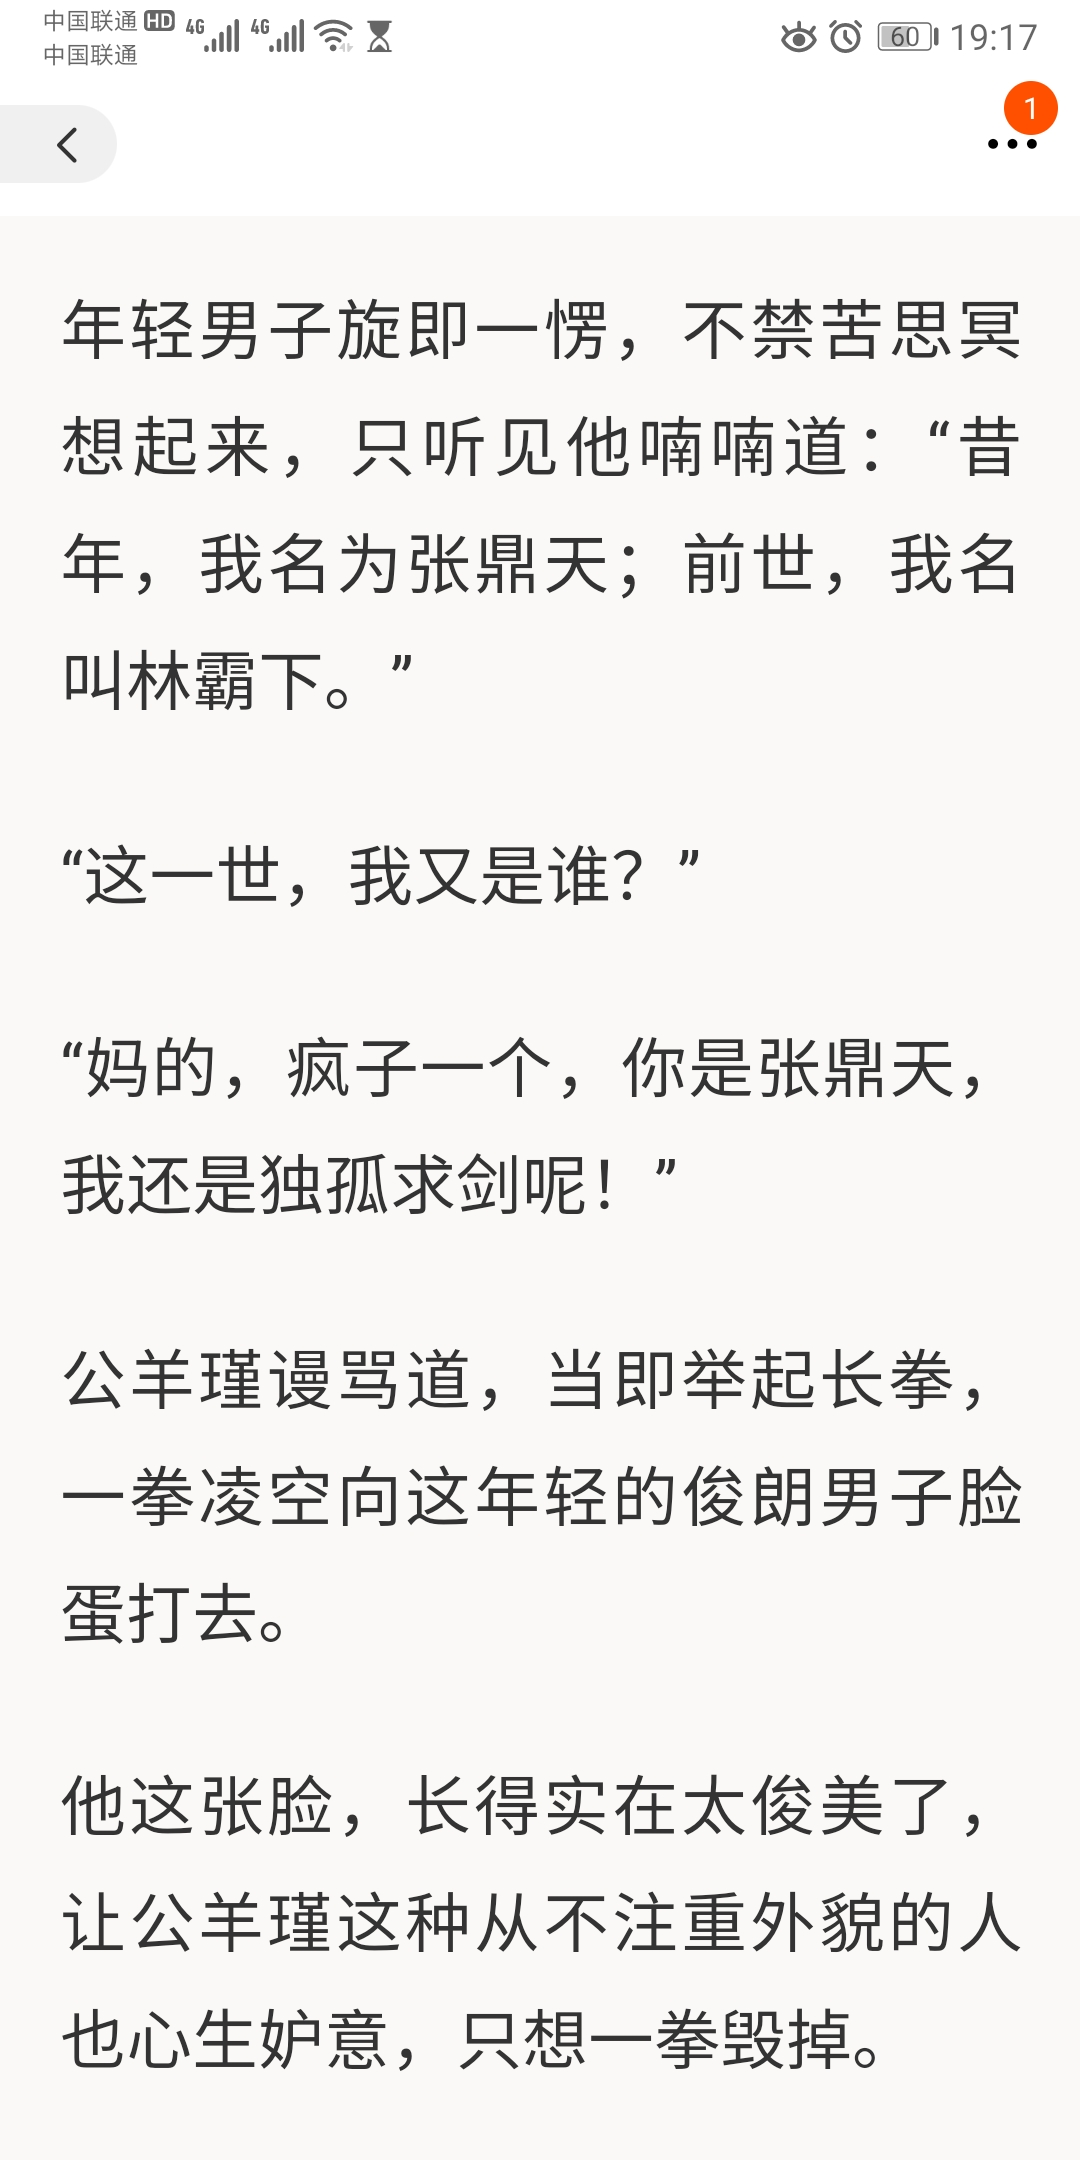 中国联通 HD 4G 4G 60 19:17
中国联通
1
年轻男子旋即一愣，不禁苦思冥
想起来，只听见他喃喃道：“昔
年，我名为张鼎天；前世，我名
叫林霸下。”
“这一世，我又是谁？”
“妈的，疯子一个，你是张鼎天，
我还是独孤求剑呢！”
公羊瑾谩骂道，当即举起长拳，
一拳凌空向这年轻的俊朗男子脸
蛋打去。
他这张脸，长得实在太俊美了，
让公羊瑾这种从不注重外貌的人
也心生妒意，只想一拳毁掉。